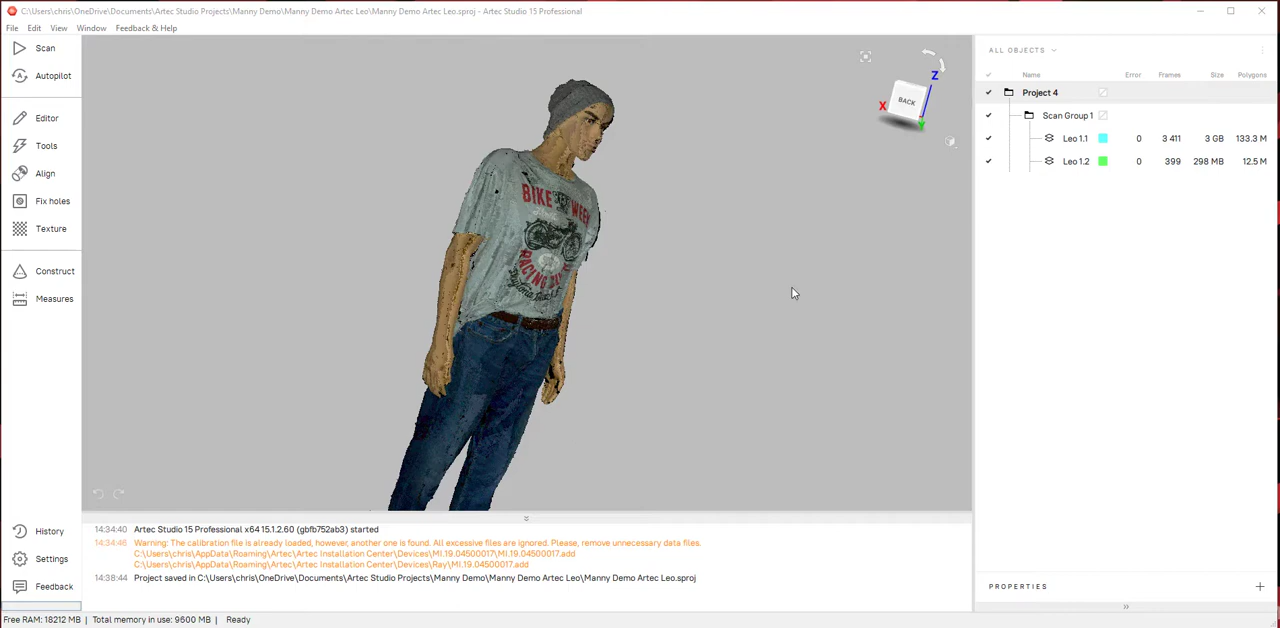 C:\Users\chris\OneDrive\Documents\Artec Studio Projects\Manny Demo\Manny Demo Artec Leo\Manny Demo Artec Leo.sproj - Artec Studio 15 Professional
File Edit View Window Feedback & Help
Scan
Autopilot
Editor
Tools
Align
Fix holes
Texture
Construct
Measures
History
Settings
Feedback
BIKE WEEK
RACING
Daytona
Z
X
BACK
Y
ALL OBJECTS
Name Error Frames Size Polygons
Project 4
Scan Group 1
Leo 1.1 0 3 411 3 GB 133.3 M
Leo 1.2 0 399 298 MB 12.5 M
PROPERTIES
14:34:40 Artec Studio 15 Professional x64 15.1.2.60 (gbfb752ab3) started
14:34:46 Warning: The calibration file is already loaded, however, another one is found. All excessive files are ignored. Please, remove unnecessary data files.
C:\Users\chris\AppData\Roaming\Artec\Artec Installation Center\Devices\MI.19.04500017\MI.19.04500017.add
C:\Users\chris\AppData\Roaming\Artec\Artec Installation Center\Devices\Ray\MI.19.04500017.add
14:38:44 Project saved in C:\Users\chris\OneDrive\Documents\Artec Studio Projects\Manny Demo\Manny Demo Artec Leo\Manny Demo Artec Leo.sproj
Free RAM: 18212 MB | Total memory in use: 9600 MB | Ready